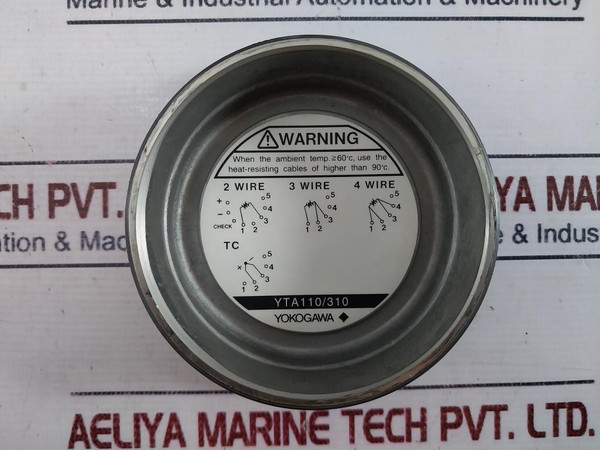 Marine & Industrial Automation & Machinery
WARNING
When the ambient temp.≥60°c, use the
heat-resisting cables of higher than 90°c.
2 WIRE 3 WIRE 4 WIRE
+
−
CHECK
1 2 3 4 5
1 2 3 4 5
1 2 3 4 5
TC
1 2 3 4 5
YTA110/310
YOKOGAWA
CH PVT.
YA MAR
tion & Mac
e & Indus
AELIYA MARINE TECH PVT. LTD.